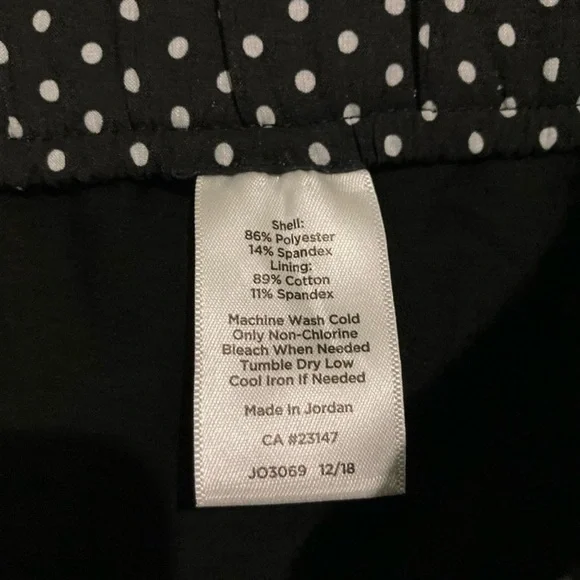 Shell:
86% Polyester
14% Spandex
Lining:
89% Cotton
11% Spandex
Machine Wash Cold
Only Non-Chlorine
Bleach When Needed
Tumble Dry Low
Cool Iron If Needed
Made In Jordan
CA #23147
JO3069 12/18